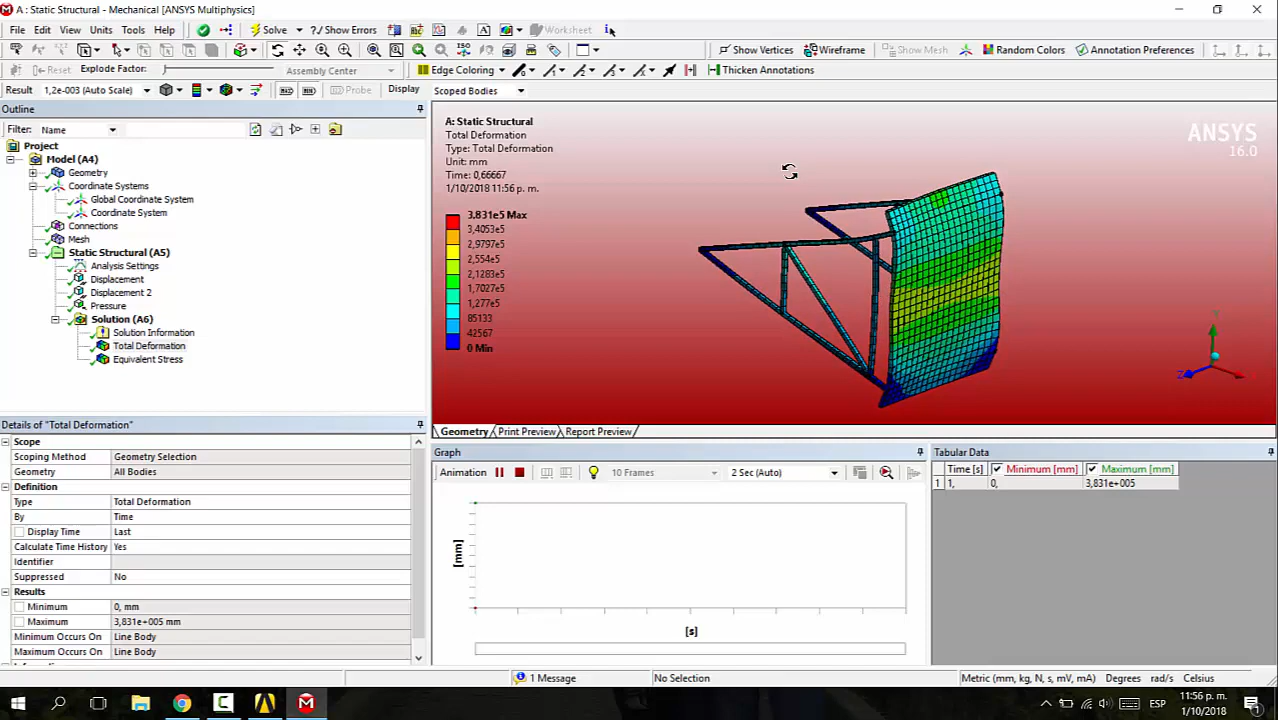 A : Static Structural - Mechanical [ANSYS Multiphysics]
File Edit View Units Tools Help Solve ?/ Show Errors Worksheet
Show Vertices Wireframe Show Mesh Random Colors Annotation Preferences
Reset Explode Factor: Assembly Center Edge Coloring Thicken Annotations
Result 1,2e-003 (Auto Scale) Probe Display Scoped Bodies
Outline
Filter: Name
Project
Model (A4)
Geometry
Coordinate Systems
Global Coordinate System
Coordinate System
Connections
Mesh
Static Structural (A5)
Analysis Settings
Displacement
Displacement 2
Pressure
Solution (A6)
Solution Information
Total Deformation
Equivalent Stress
A: Static Structural
Total Deformation
Type: Total Deformation
Unit: mm
Time: 0,66667
1/10/2018 11:56 p. m.
3,831e5 Max
3,4053e5
2,9797e5
2,554e5
2,1283e5
1,7027e5
1,277e5
85133
42567
0 Min
ANSYS
16.0
Y
Z
X
Geometry Print Preview Report Preview
Details of "Total Deformation"
Scope
Scoping Method Geometry Selection
Geometry All Bodies
Definition
Type Total Deformation
By Time
Display Time Last
Calculate Time History Yes
Identifier
Suppressed No
Results
Minimum 0, mm
Maximum 3,831e+005 mm
Minimum Occurs On Line Body
Maximum Occurs On Line Body
Graph
Animation 10 Frames 2 Sec (Auto)
[mm]
[s]
Tabular Data
Time [s] Minimum [mm] Maximum [mm]
1 1, 0, 3,831e+005
1 Message No Selection Metric (mm, kg, N, s, mV, mA) Degrees rad/s Celsius
ESP 11:56 p. m.
1/10/2018